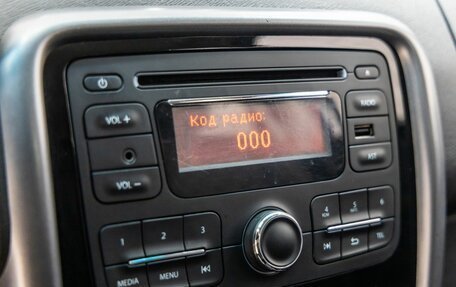 Код радио:
000
VOL +
RADIO
AST
VOL −
1 2 3
4 5 6
MEDIA MENU
TEL